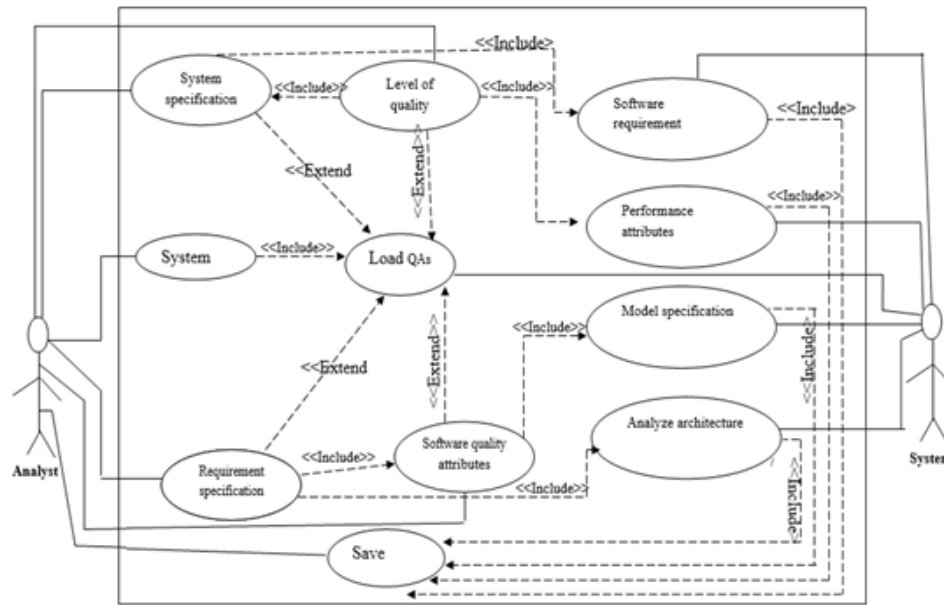 <<Include>
System
specification
<<Include>>
Level of
quality
<<Include>>
Software
requirement
<<Include>
<<Extend
<<Extend>>
<<Include>>
Performance
attributes
System
<<Include>>
Load QAs
Model specification
<<Include>>
<<Include>
<<Extend
<<Extend>>
Analyze architecture
Analyst
System
Requirement
specification
<<Include>>
Software quality
attributes
<<Include>>
<<Include>
Save